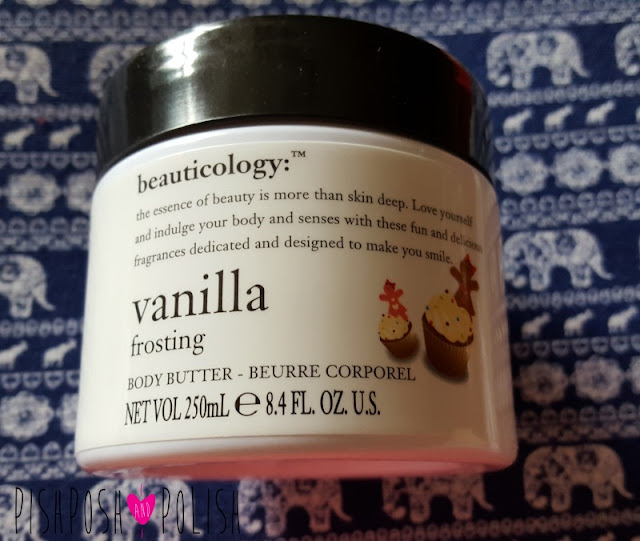 beauticology:™
the essence of beauty is more than skin deep. Love yourself
and indulge your body and senses with these fun and delicious
fragrances dedicated and designed to make you smile.
vanilla
frosting
BODY BUTTER - BEURRE CORPOREL
NET VOL 250mL ℮ 8.4 FL. OZ. U.S.
PISHPOSH AND POLISH